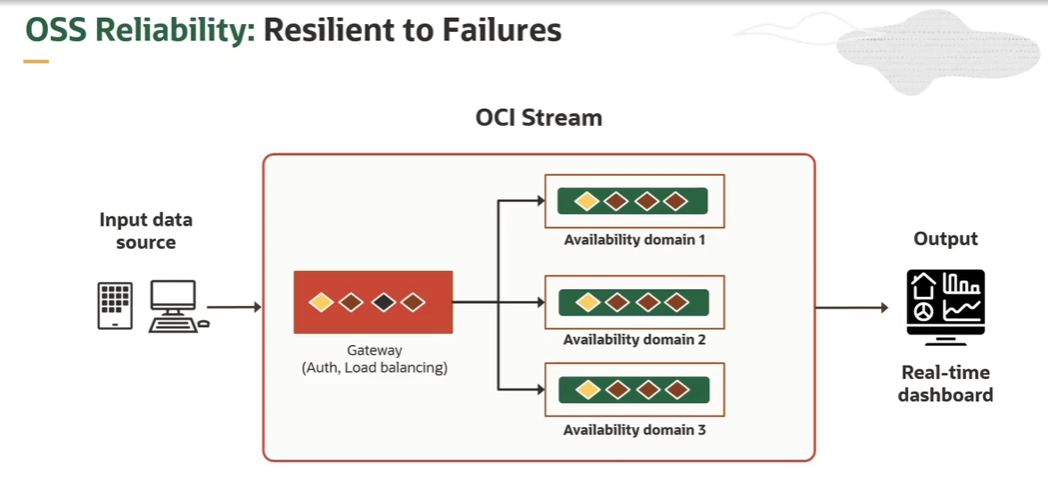 OSS Reliability: Resilient to Failures
OCI Stream
Input data
source
Gateway
(Auth, Load balancing)
Availability domain 1
Availability domain 2
Availability domain 3
Output
Real-time
dashboard